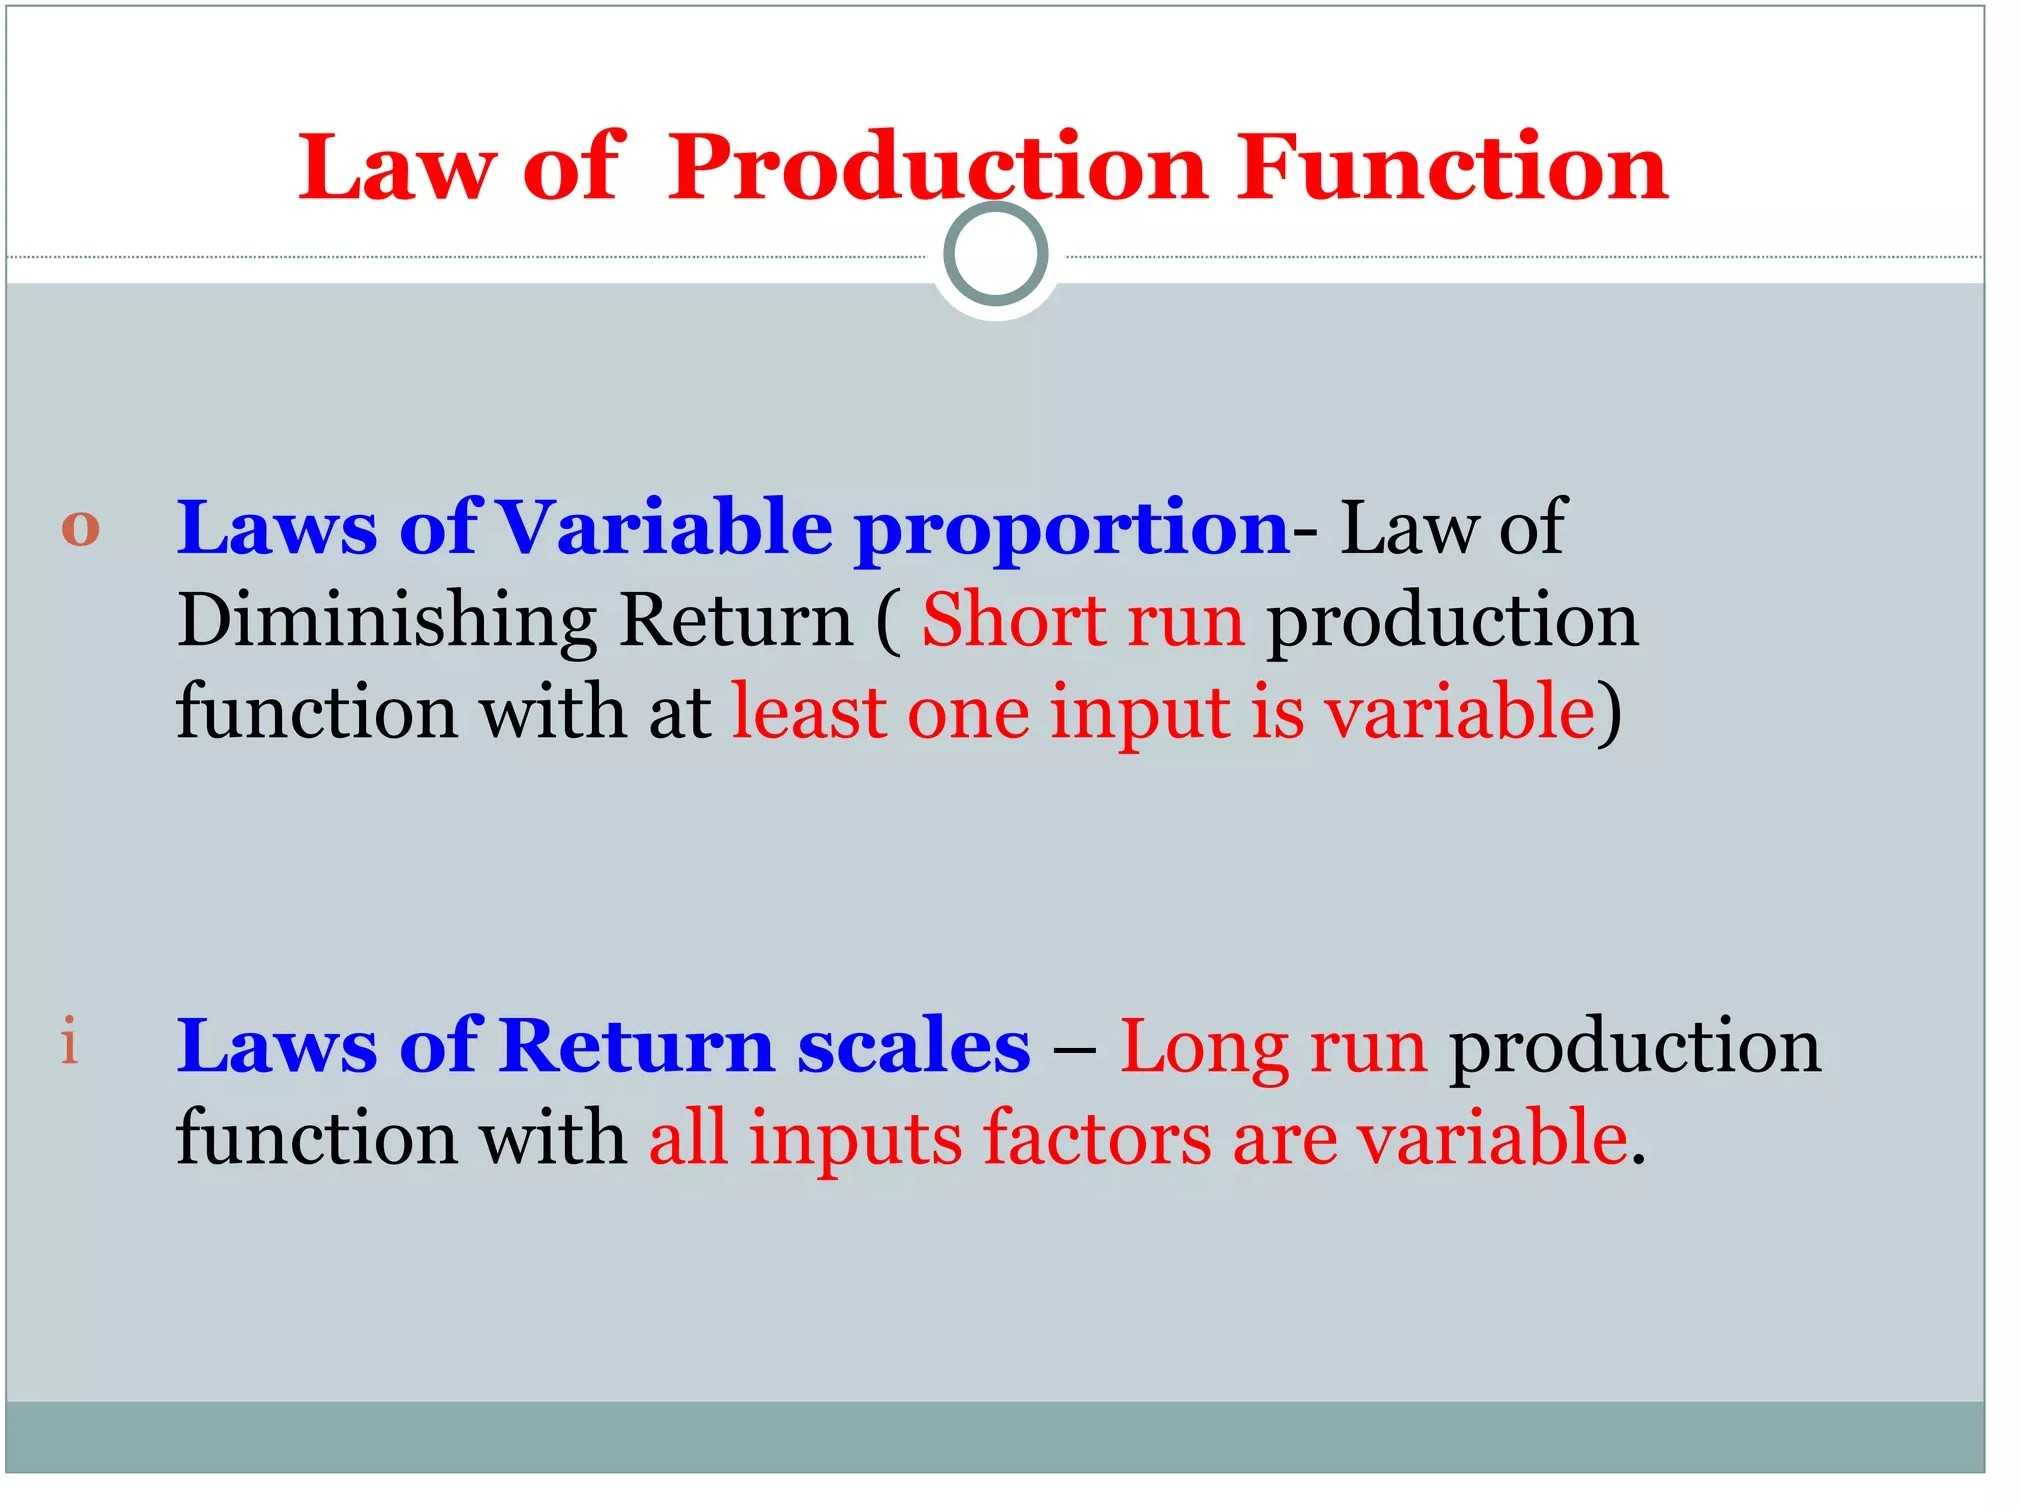 Law of Production Function
o Laws of Variable proportion- Law of
Diminishing Return ( Short run production
function with at least one input is variable)
i Laws of Return scales – Long run production
function with all inputs factors are variable.